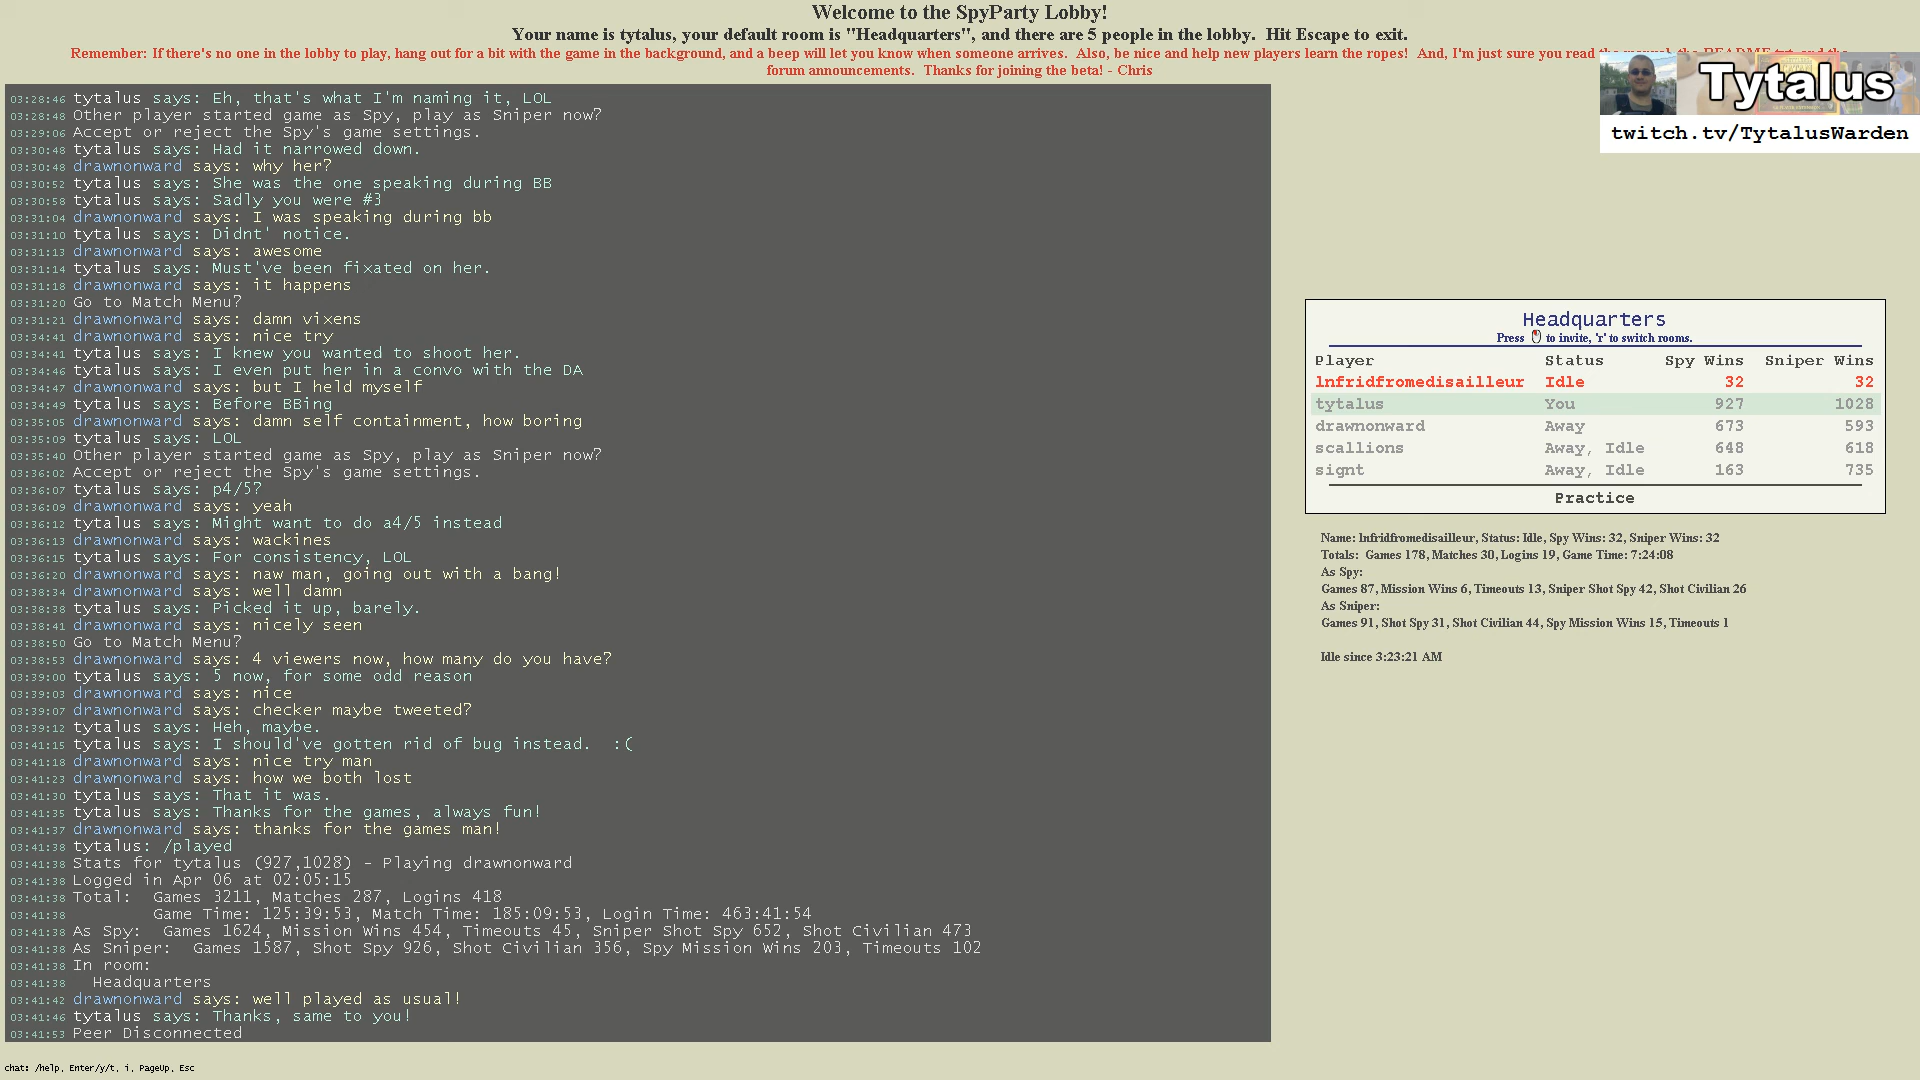 Welcome to the SpyParty Lobby!
Your name is tytalus, your default room is "Headquarters", and there are 5 people in the lobby.  Hit Escape to exit.
Remember: If there's no one in the lobby to play, hang out for a bit with the game in the background, and a beep will let you know when someone arrives.  Also, be nice and help new players learn the ropes!  And, I'm just sure you read
forum announcements.  Thanks for joining the beta! - Chris
Tytalus
twitch.tv/TytalusWarden
03:28:46 tytalus says: Eh, that's what I'm naming it, LOL
03:28:48 Other player started game as Spy, play as Sniper now?
03:29:06 Accept or reject the Spy's game settings.
03:30:48 tytalus says: Had it narrowed down.
03:30:48 drawnonward says: why her?
03:30:52 tytalus says: She was the one speaking during BB
03:30:58 tytalus says: Sadly you were #3
03:31:04 drawnonward says: I was speaking during bb
03:31:10 tytalus says: Didnt' notice.
03:31:13 drawnonward says: awesome
03:31:14 tytalus says: Must've been fixated on her.
03:31:18 drawnonward says: it happens
03:31:20 Go to Match Menu?
03:31:21 drawnonward says: damn vixens
03:34:41 drawnonward says: nice try
03:34:41 tytalus says: I knew you wanted to shoot her.
03:34:46 tytalus says: I even put her in a convo with the DA
03:34:47 drawnonward says: but I held myself
03:34:49 tytalus says: Before BBing
03:35:05 drawnonward says: damn self containment, how boring
03:35:09 tytalus says: LOL
03:35:40 Other player started game as Spy, play as Sniper now?
03:36:02 Accept or reject the Spy's game settings.
03:36:07 tytalus says: p4/5?
03:36:09 drawnonward says: yeah
03:36:12 tytalus says: Might want to do a4/5 instead
03:36:13 drawnonward says: wackines
03:36:15 tytalus says: For consistency, LOL
03:36:20 drawnonward says: naw man, going out with a bang!
03:38:34 drawnonward says: well damn
03:38:38 tytalus says: Picked it up, barely.
03:38:41 drawnonward says: nicely seen
03:38:50 Go to Match Menu?
03:38:53 drawnonward says: 4 viewers now, how many do you have?
03:39:00 tytalus says: 5 now, for some odd reason
03:39:03 drawnonward says: nice
03:39:07 drawnonward says: checker maybe tweeted?
03:39:12 tytalus says: Heh, maybe.
03:41:15 tytalus says: I should've gotten rid of bug instead.  :(
03:41:18 drawnonward says: nice try man
03:41:23 drawnonward says: how we both lost
03:41:30 tytalus says: That it was.
03:41:35 tytalus says: Thanks for the games, always fun!
03:41:37 drawnonward says: thanks for the games man!
03:41:38 tytalus: /played
03:41:38 Stats for tytalus (927,1028) - Playing drawnonward
03:41:38 Logged in Apr 06 at 02:05:15
03:41:38 Total:  Games 3211, Matches 287, Logins 418
03:41:38         Game Time: 125:39:53, Match Time: 185:09:53, Login Time: 463:41:54
03:41:38 As Spy:  Games 1624, Mission Wins 454, Timeouts 45, Sniper Shot Spy 652, Shot Civilian 473
03:41:38 As Sniper:  Games 1587, Shot Spy 926, Shot Civilian 356, Spy Mission Wins 203, Timeouts 102
03:41:38 In room:
03:41:38   Headquarters
03:41:42 drawnonward says: well played as usual!
03:41:46 tytalus says: Thanks, same to you!
03:41:53 Peer Disconnected
chat: /help, Enter/y/t, i, PageUp, Esc
Headquarters
Press to invite, 'r' to switch rooms.
Player Status Spy Wins Sniper Wins
lnfridfromedisailleur Idle 32 32
tytalus You 927 1028
drawnonward Away 673 593
scallions Away, Idle 648 618
signt Away, Idle 163 735
Practice
Name: lnfridfromedisailleur, Status: Idle, Spy Wins: 32, Sniper Wins: 32
Totals:  Games 178, Matches 30, Logins 19, Game Time: 7:24:08
As Spy:
Games 87, Mission Wins 6, Timeouts 13, Sniper Shot Spy 42, Shot Civilian 26
As Sniper:
Games 91, Shot Spy 31, Shot Civilian 44, Spy Mission Wins 15, Timeouts 1
Idle since 3:23:21 AM